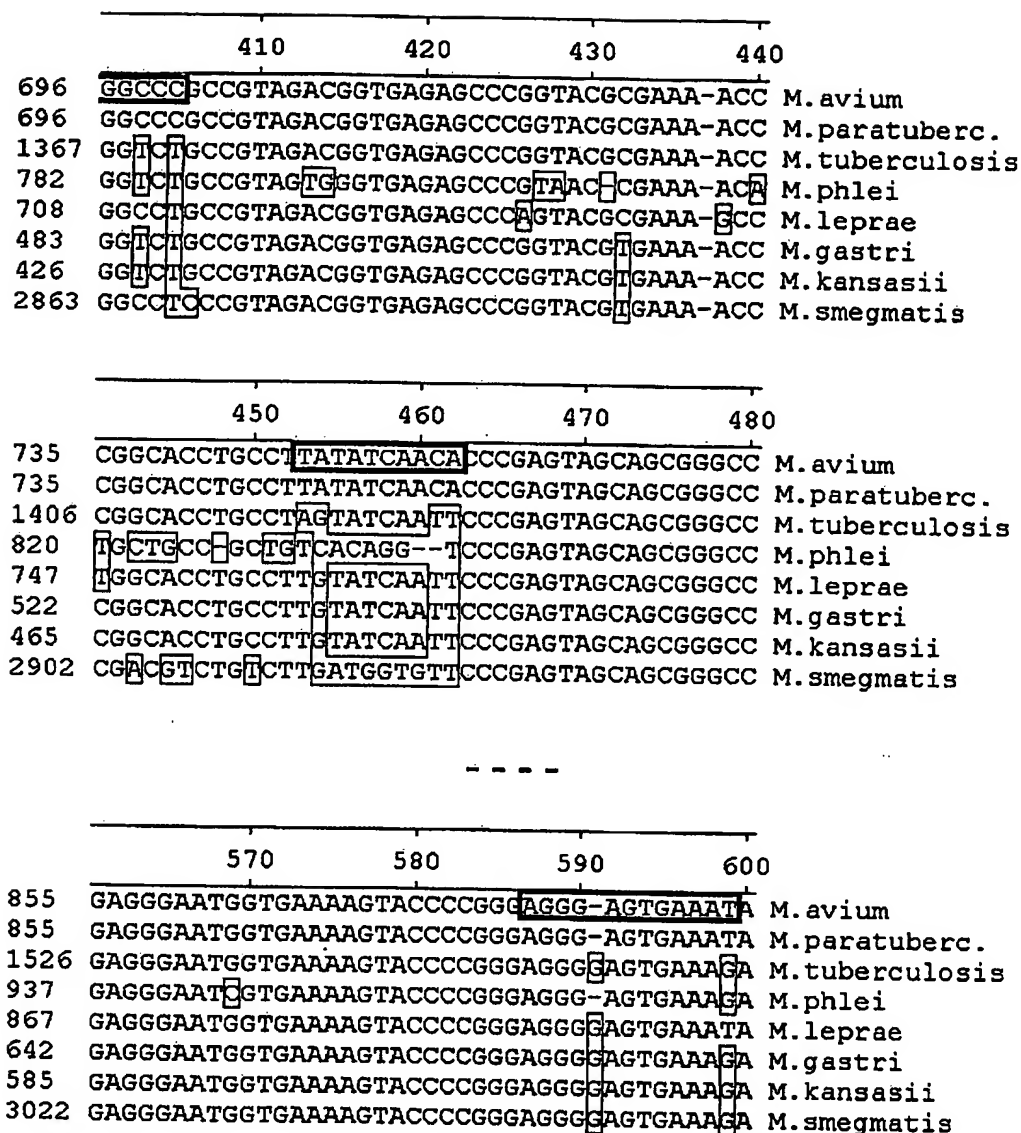 410 420 430 440
696 GGCCCGCCGTAGACGGTGAGAGCCCGGTACGCGAAA-ACC M.avium
696 GGCCCGCCGTAGACGGTGAGAGCCCGGTACGCGAAA-ACC M.paratuberc.
1367 GGTCTGCCGTAGACGGTGAGAGCCCGGTACGCGAAA-ACC M.tuberculosis
782 GGTCTGCCGTAGTGGGTGAGAGCCCGTAAC-CGAAA-ACA M.phlei
708 GGCCTGCCGTAGACGGTGAGAGCCCAGTACGCGAAA-GCC M.leprae
483 GGTCTGCCGTAGACGGTGAGAGCCCGGTACGTGAAA-ACC M.gastri
426 GGTCTGCCGTAGACGGTGAGAGCCCGGTACGTGAAA-ACC M.kansasii
2863 GGCCTCCCGTAGACGGTGAGAGCCCGGTACGTGAAA-ACC M.smegmatis
450 460 470 480
735 CGGCACCTGCCTTATATCAACACCCGAGTAGCAGCGGGCC M.avium
735 CGGCACCTGCCTTATATCAACACCCGAGTAGCAGCGGGCC M.paratuberc.
1406 CGGCACCTGCCTAGTATCAATTCCCGAGTAGCAGCGGGCC M.tuberculosis
820 TGCTGCC-GCTGTCACAGG--TCCCGAGTAGCAGCGGGCC M.phlei
747 TGGCACCTGCCTTGTATCAATTCCCGAGTAGCAGCGGGCC M.leprae
522 CGGCACCTGCCTTGTATCAATTCCCGAGTAGCAGCGGGCC M.gastri
465 CGGCACCTGCCTTGTATCAATTCCCGAGTAGCAGCGGGCC M.kansasii
2902 CGACGTCTGTCTTGATGGTGTTCCCGAGTAGCAGCGGGCC M.smegmatis
- - - -
570 580 590 600
855 GAGGGAATGGTGAAAAGTACCCCGGGAGGG-AGTGAAATA M.avium
855 GAGGGAATGGTGAAAAGTACCCCGGGAGGG-AGTGAAATA M.paratuberc.
1526 GAGGGAATGGTGAAAAGTACCCCGGGAGGGGAGTGAAAGA M.tuberculosis
937 GAGGGAATCGTGAAAAGTACCCCGGGAGGG-AGTGAAAGA M.phlei
867 GAGGGAATGGTGAAAAGTACCCCGGGAGGGGAGTGAAATA M.leprae
642 GAGGGAATGGTGAAAAGTACCCCGGGAGGGGAGTGAAAGA M.gastri
585 GAGGGAATGGTGAAAAGTACCCCGGGAGGGGAGTGAAAGA M.kansasii
3022 GAGGGAATGGTGAAAAGTACCCCGGGAGGGGAGTGAAAGA M.smegmatis